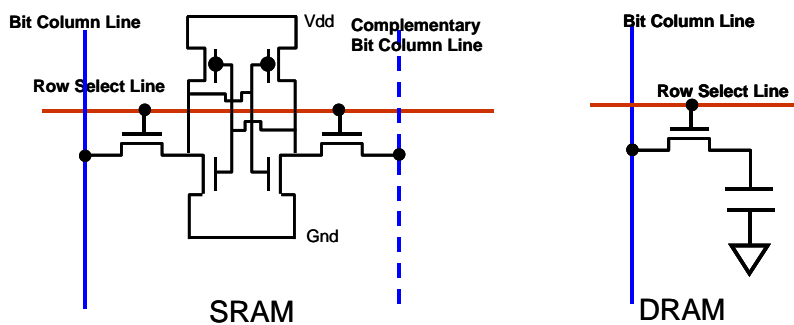 Bit Column Line
Vdd
Complementary
Bit Column Line
Row Select Line
Gnd
SRAM
Bit Column Line
Row Select Line
DRAM